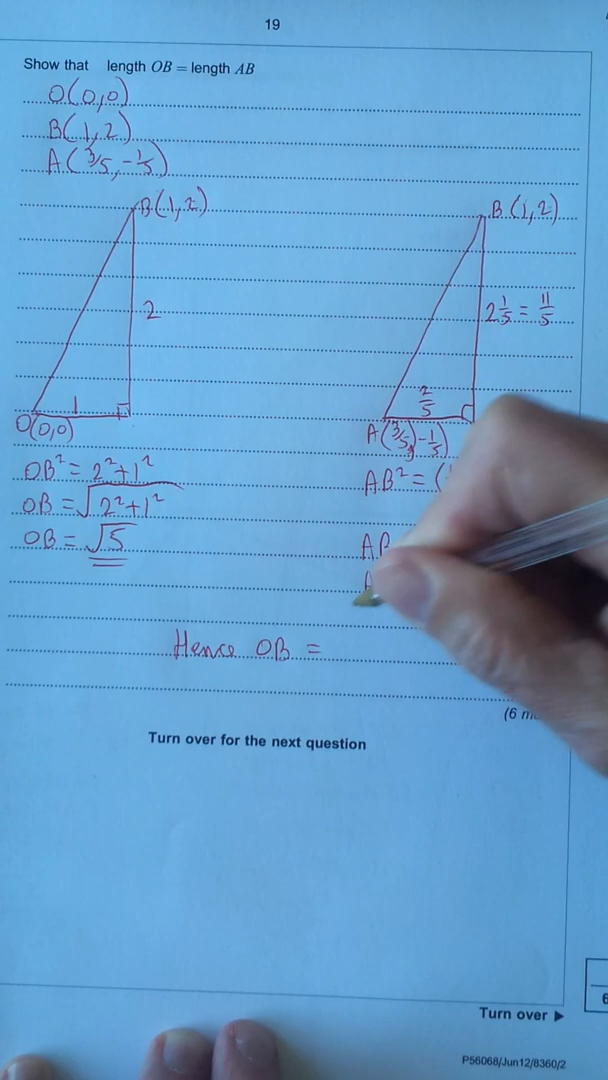 19
Show that length OB = length AB
O(0,0)
B(1,2)
A(3/5,-1/5)
B(1,2)
B(1,2)
2
2 1/5 = 11/5
1
2/5
O(0,0)
A(3/5,-1/5)
OB² = 2²+1²
AB² = (
OB = √2²+1²
OB = √5
Hence OB =
(6
Turn over for the next question
6
Turn over ▶
P56068/Jun12/8360/2